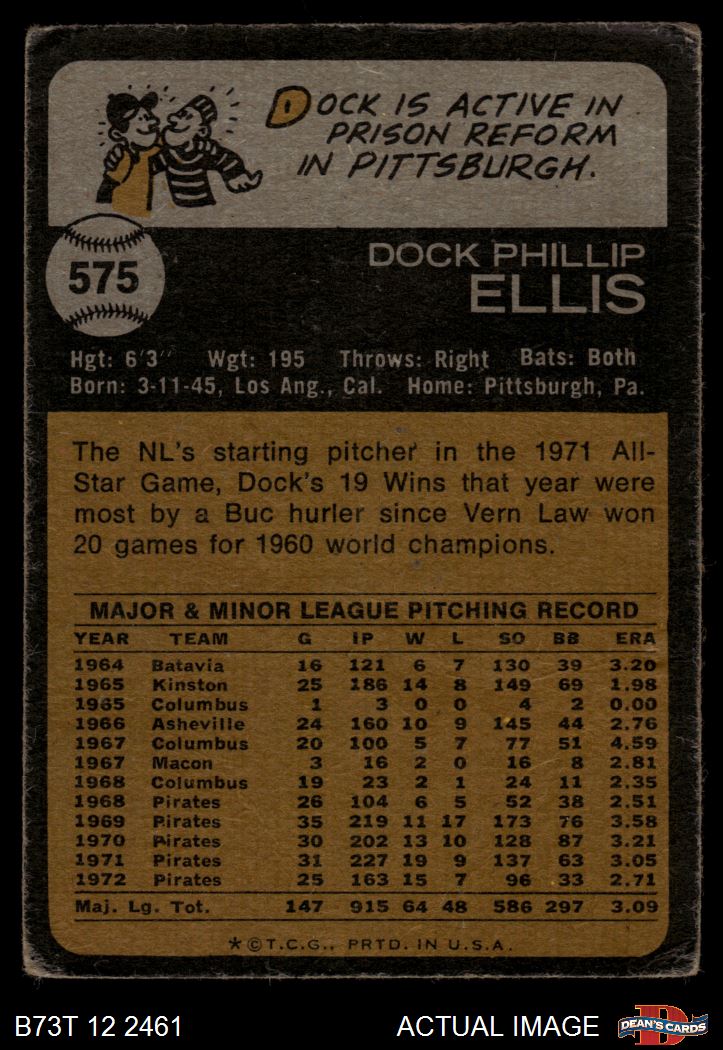 DOCK IS ACTIVE IN
PRISON REFORM
IN PITTSBURGH.
575
DOCK PHILLIP
ELLIS
Hgt: 6'3" Wgt: 195 Throws: Right Bats: Both
Born: 3-11-45, Los Ang., Cal. Home: Pittsburgh, Pa.
The NL's starting pitcher in the 1971 All-
Star Game, Dock's 19 Wins that year were
most by a Buc hurler since Vern Law won
20 games for 1960 world champions.
MAJOR & MINOR LEAGUE PITCHING RECORD
YEAR TEAM G IP W L SO BB ERA
1964 Batavia 16 121 6 7 130 39 3.20
1965 Kinston 25 186 14 8 149 69 1.98
1965 Columbus 1 3 0 0 4 2 0.00
1966 Asheville 24 160 10 9 145 44 2.76
1967 Columbus 20 100 5 7 77 51 4.59
1967 Macon 3 16 2 0 16 8 2.81
1968 Columbus 19 23 2 1 24 11 2.35
1968 Pirates 26 104 6 5 52 38 2.51
1969 Pirates 35 219 11 17 173 76 3.58
1970 Pirates 30 202 13 10 128 87 3.21
1971 Pirates 31 227 19 9 137 63 3.05
1972 Pirates 25 163 15 7 96 33 2.71
Maj. Lg. Tot. 147 915 64 48 586 297 3.09
*©T.C.G., PRTD. IN U.S.A.
B73T 12 2461 ACTUAL IMAGE D DEAN'S CARDS